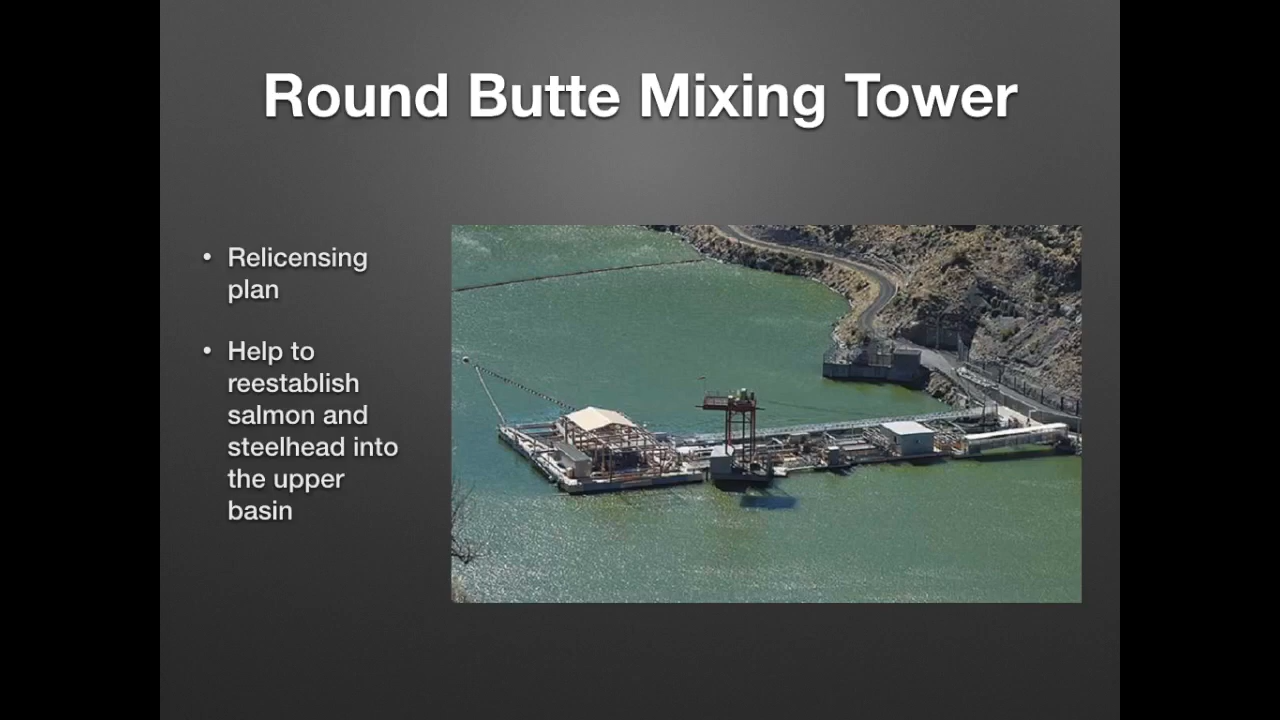 Round Butte Mixing Tower
• Relicensing
plan
• Help to
reestablish
salmon and
steelhead into
the upper
basin